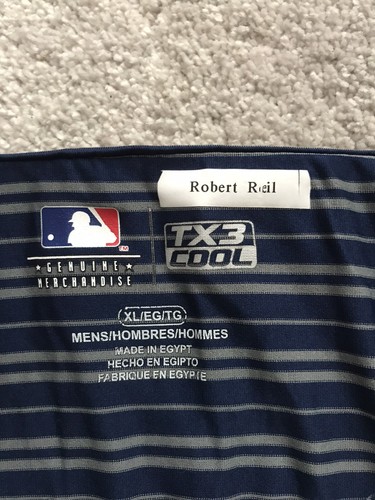 Robert Reil
TM
TX3
COOL
★ GENUINE ★
MERCHANDISE
XL/EG/TG
MENS/HOMBRES/HOMMES
MADE IN EGYPT
HECHO EN EGIPTO
FABRIQUE EN EGYPTE